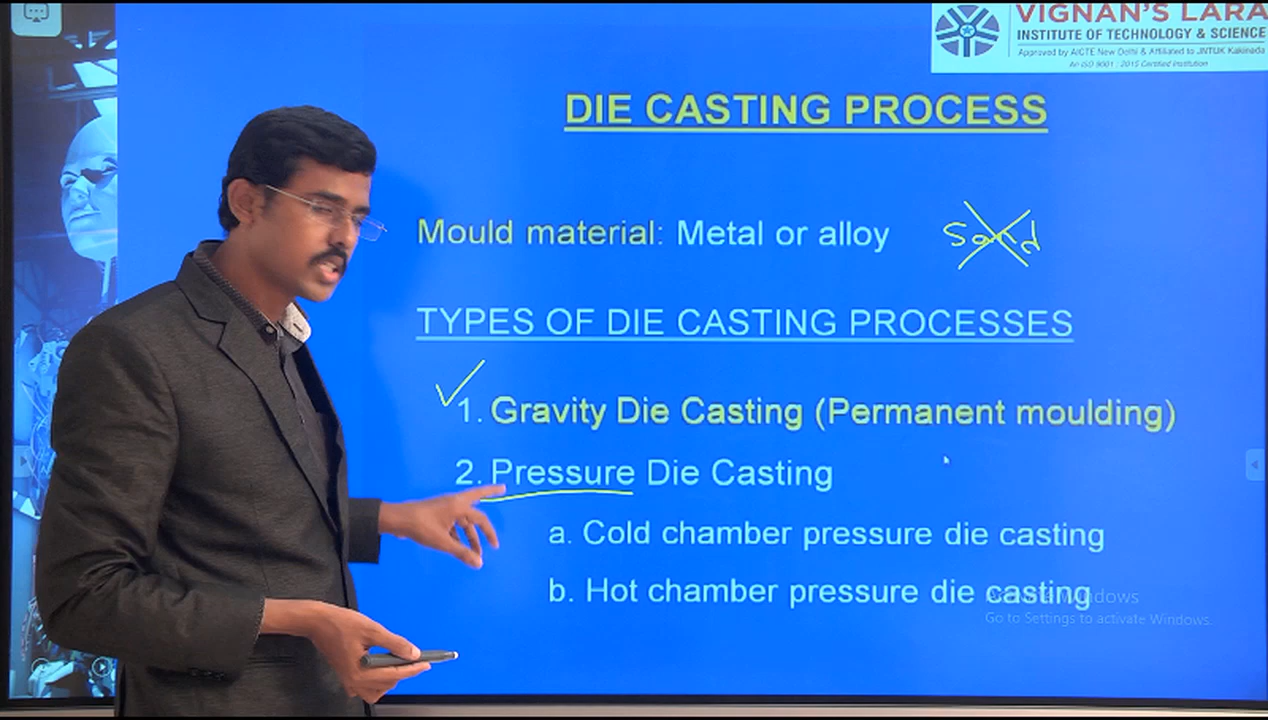 VIGNAN'S LARA
INSTITUTE OF TECHNOLOGY & SCIENCE
Approved by AICTE New Delhi & Affiliated to JNTUK Kakinada
An ISO 9001 : 2015 Certified Institution
DIE CASTING PROCESS
Mould material: Metal or alloy
Sand
TYPES OF DIE CASTING PROCESSES
1. Gravity Die Casting (Permanent moulding)
2. Pressure Die Casting
a. Cold chamber pressure die casting
b. Hot chamber pressure die casting
Activate Windows
Go to Settings to activate Windows.